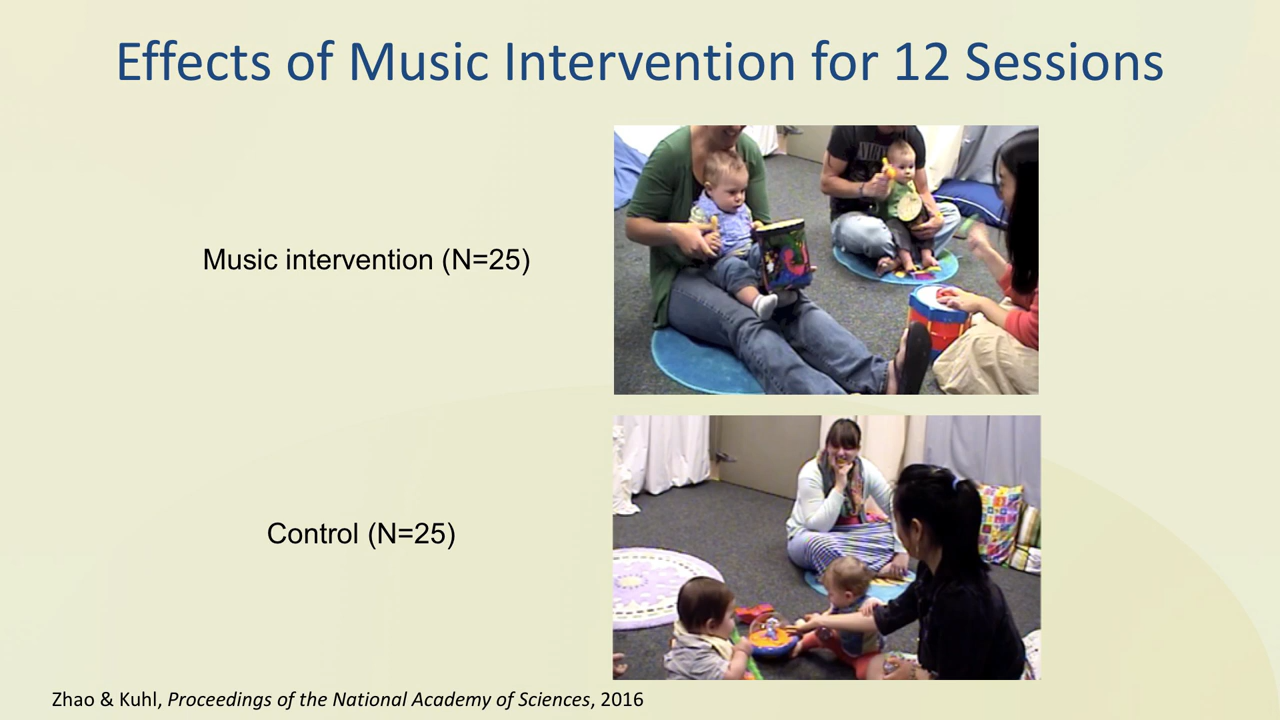 Effects of Music Intervention for 12 Sessions
Music intervention (N=25)
Control (N=25)
Zhao & Kuhl, Proceedings of the National Academy of Sciences, 2016